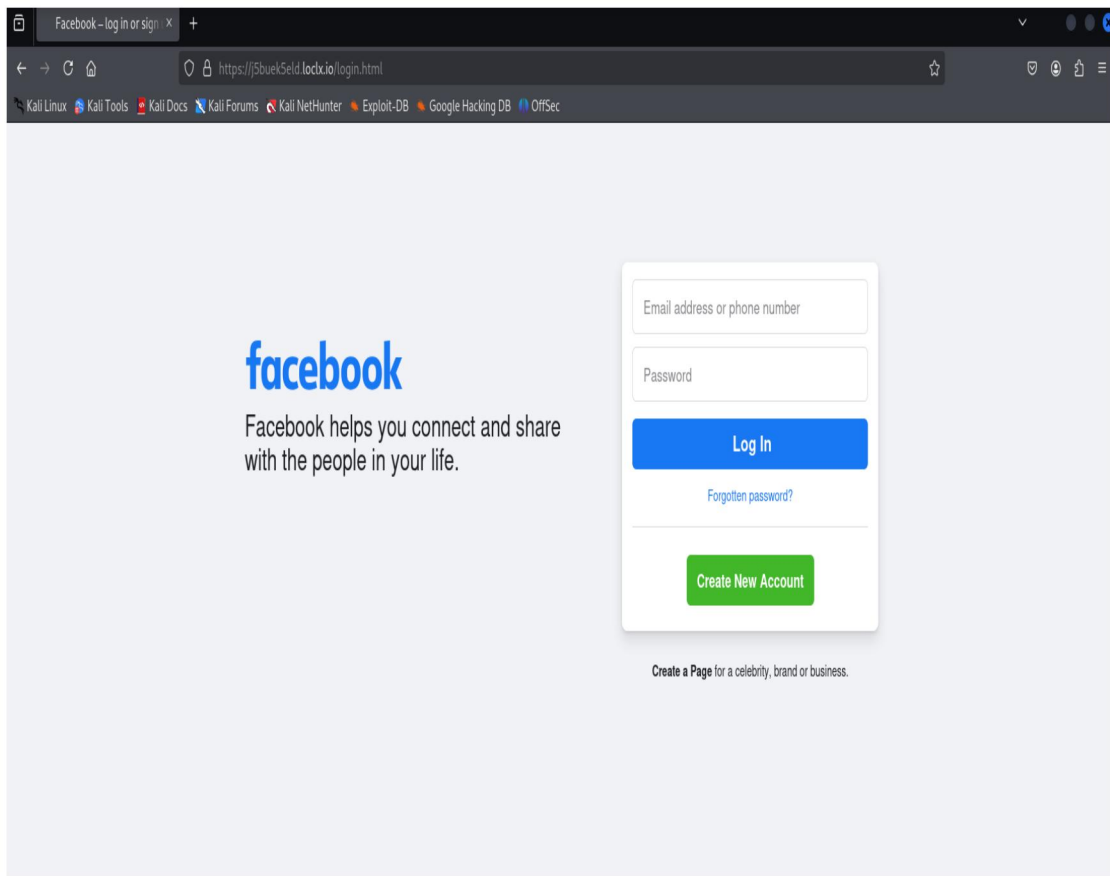 Facebook – log in or sign
https://j5buek5eld.loclx.io/login.html
Kali Linux Kali Tools Kali Docs Kali Forums Kali NetHunter Exploit-DB Google Hacking DB OffSec
Email address or phone number
facebook
Password
Facebook helps you connect and share
with the people in your life.
Log In
Forgotten password?
Create New Account
Create a Page for a celebrity, brand or business.